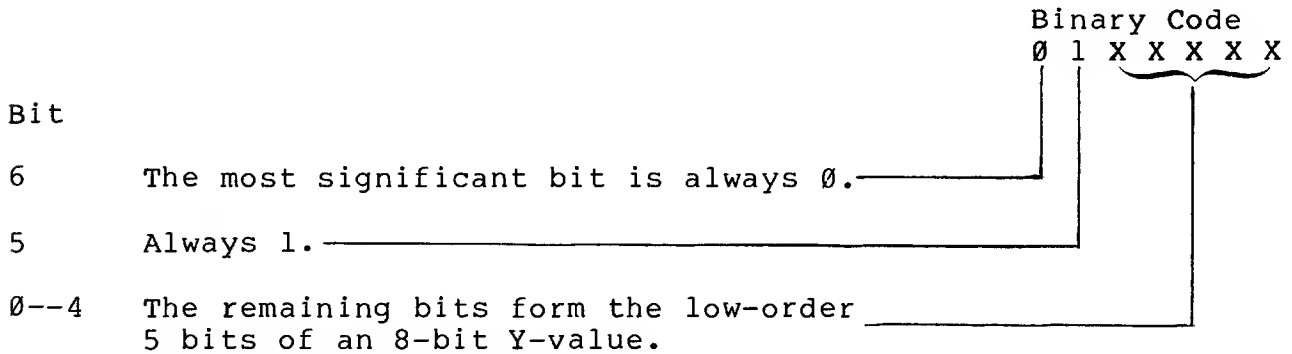 Binary Code
Ø 1 X X X X X
Bit
6 The most significant bit is always Ø.
5 Always 1.
Ø--4 The remaining bits form the low-order
5 bits of an 8-bit Y-value.